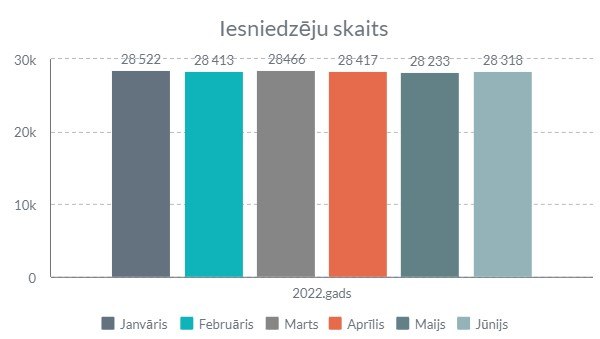 Iesniedzēju skaits
30k
28 522 28 413 28466 28 417 28 233 28 318
20k
10k
0
2022.gads
Janvāris Februāris Marts Aprīlis Maijs Jūnijs